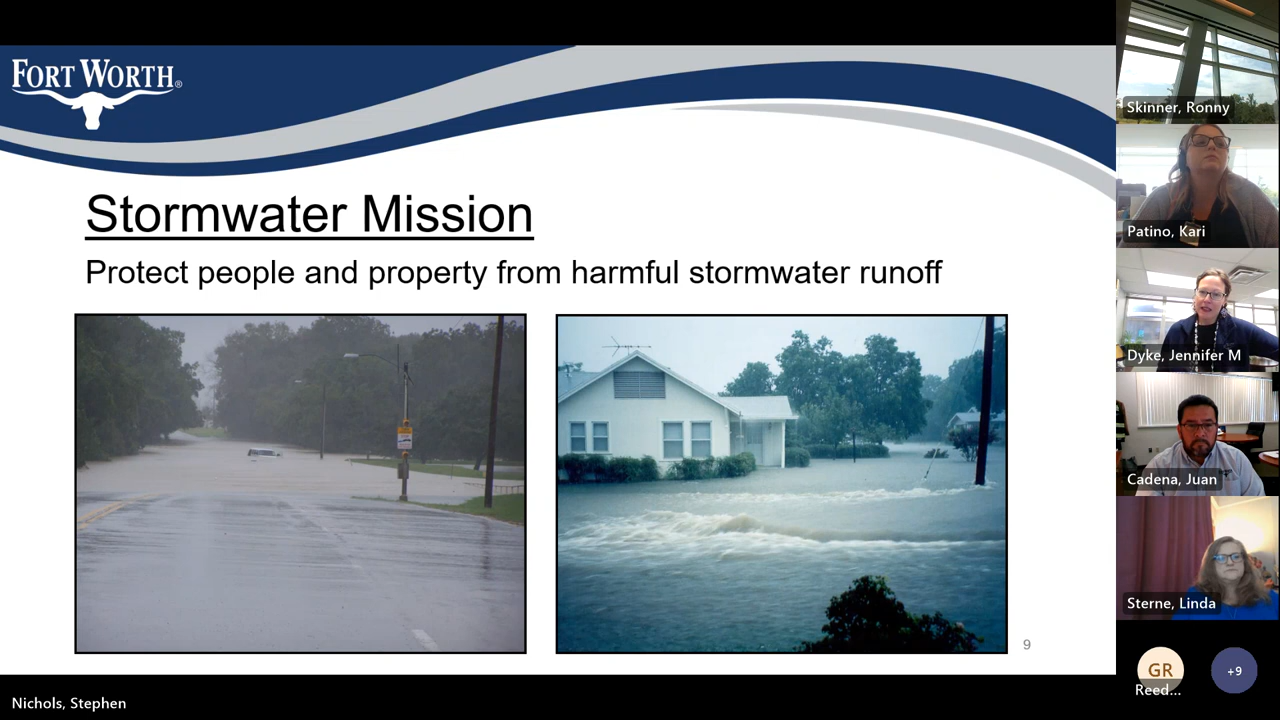 FORT WORTH®
Stormwater Mission
Protect people and property from harmful stormwater runoff
9
Nichols, Stephen
Skinner, Ronny
Patino, Kari
Dyke, Jennifer M
Cadena, Juan
Sterne, Linda
GR
Reed...
+9